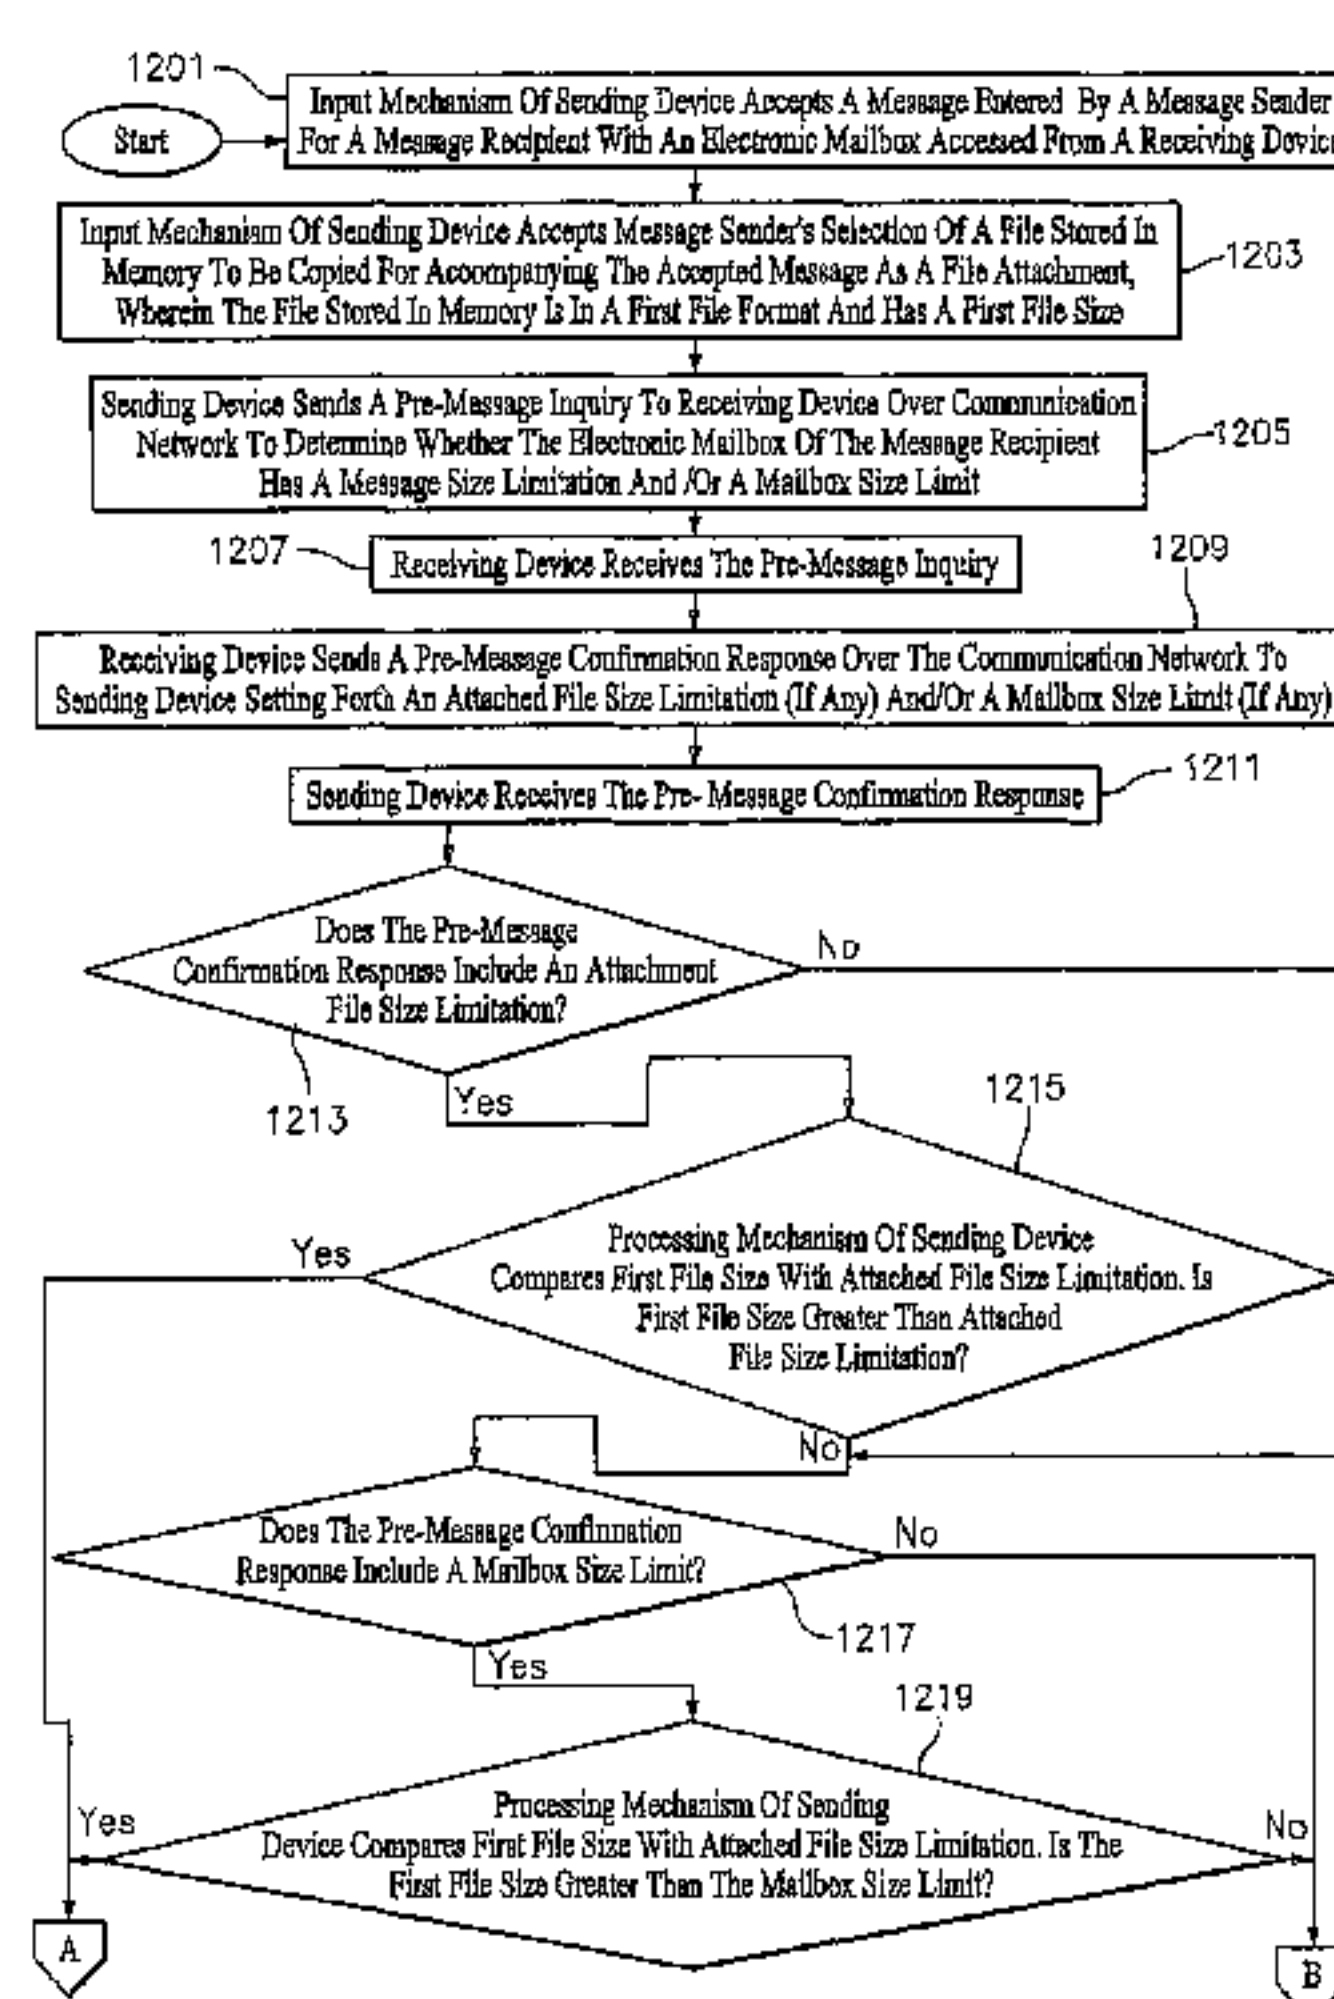 1201
Input Mechanism Of Sending Device Accepts A Message Entered By A Message Sender
Start
For A Message Recipient With An Electronic Mailbox Accessed From A Receiving Device
Input Mechanism Of Sending Device Accepts Message Sender's Selection Of A File Stored In
Memory To Be Copied For Accompanying The Accepted Message As A File Attachment,
Wherein The File Stored In Memory Is In A First File Format And Has A First File Size
1203
Sending Device Sends A Pre-Message Inquiry To Receiving Device Over Communication
Network To Determine Whether The Electronic Mailbox Of The Message Recipient
Has A Message Size Limitation And /Or A Mailbox Size Limit
1205
1207
Receiving Device Receives The Pre-Message Inquiry
1209
Receiving Device Sends A Pre-Message Confirmation Response Over The Communication Network To
Sending Device Setting Forth An Attached File Size Limitation (If Any) And/Or A Mailbox Size Limit (If Any)
1211
Sending Device Receives The Pre- Message Confirmation Response
Does The Pre-Message
Confirmation Response Include An Attachment
File Size Limitation?
No
1213
Yes
1215
Processing Mechanism Of Sending Device
Compares First File Size With Attached File Size Limitation. Is
First File Size Greater Than Attached
File Size Limitation?
Yes
No
Does The Pre-Message Confirmation
Response Include A Mailbox Size Limit?
No
1217
Yes
1219
Processing Mechanism Of Sending
Device Compares First File Size With Attached File Size Limitation. Is The
First File Size Greater Than The Mailbox Size Limit?
Yes
No
A
B